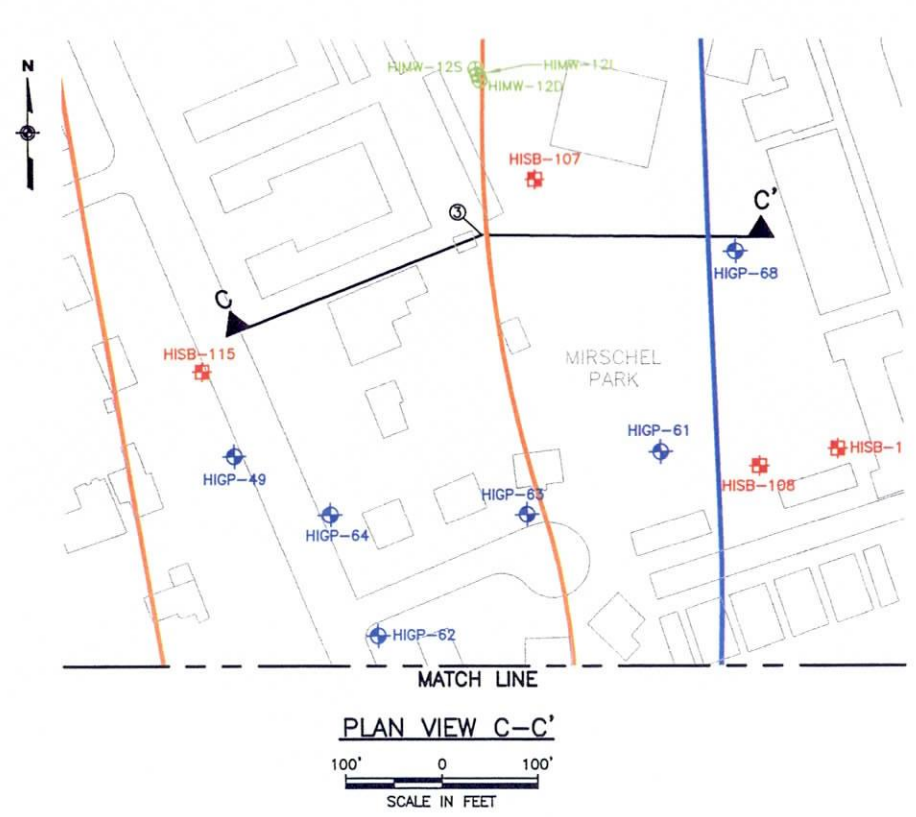 N
HIMW-12S
HIMW-12I
HIMW-12D
HISB-107
3
C'
HIGP-68
C
HISB-115
MIRSCHEL
PARK
HIGP-61
HISB-1
HIGP-49
HISB-108
HIGP-63
HIGP-64
HIGP-62
MATCH LINE
PLAN VIEW C-C'
100' 0 100'
SCALE IN FEET